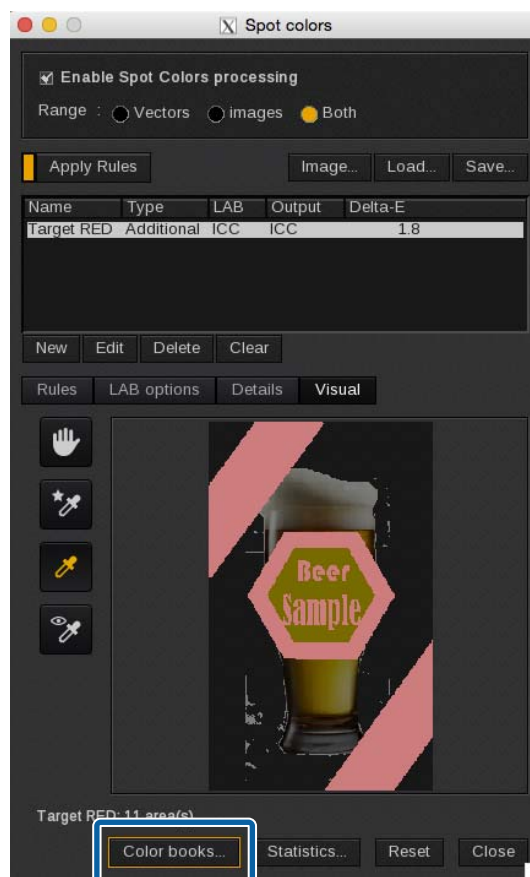 Spot colors
Enable Spot Colors processing
Range : Vectors images Both
Apply Rules Image... Load... Save...
Name Type LAB Output Delta-E
Target RED Additional ICC ICC 1.8
New Edit Delete Clear
Rules LAB options Details Visual
Beer
Sample
Target RED: 11 area(s)
Color books... Statistics... Reset Close